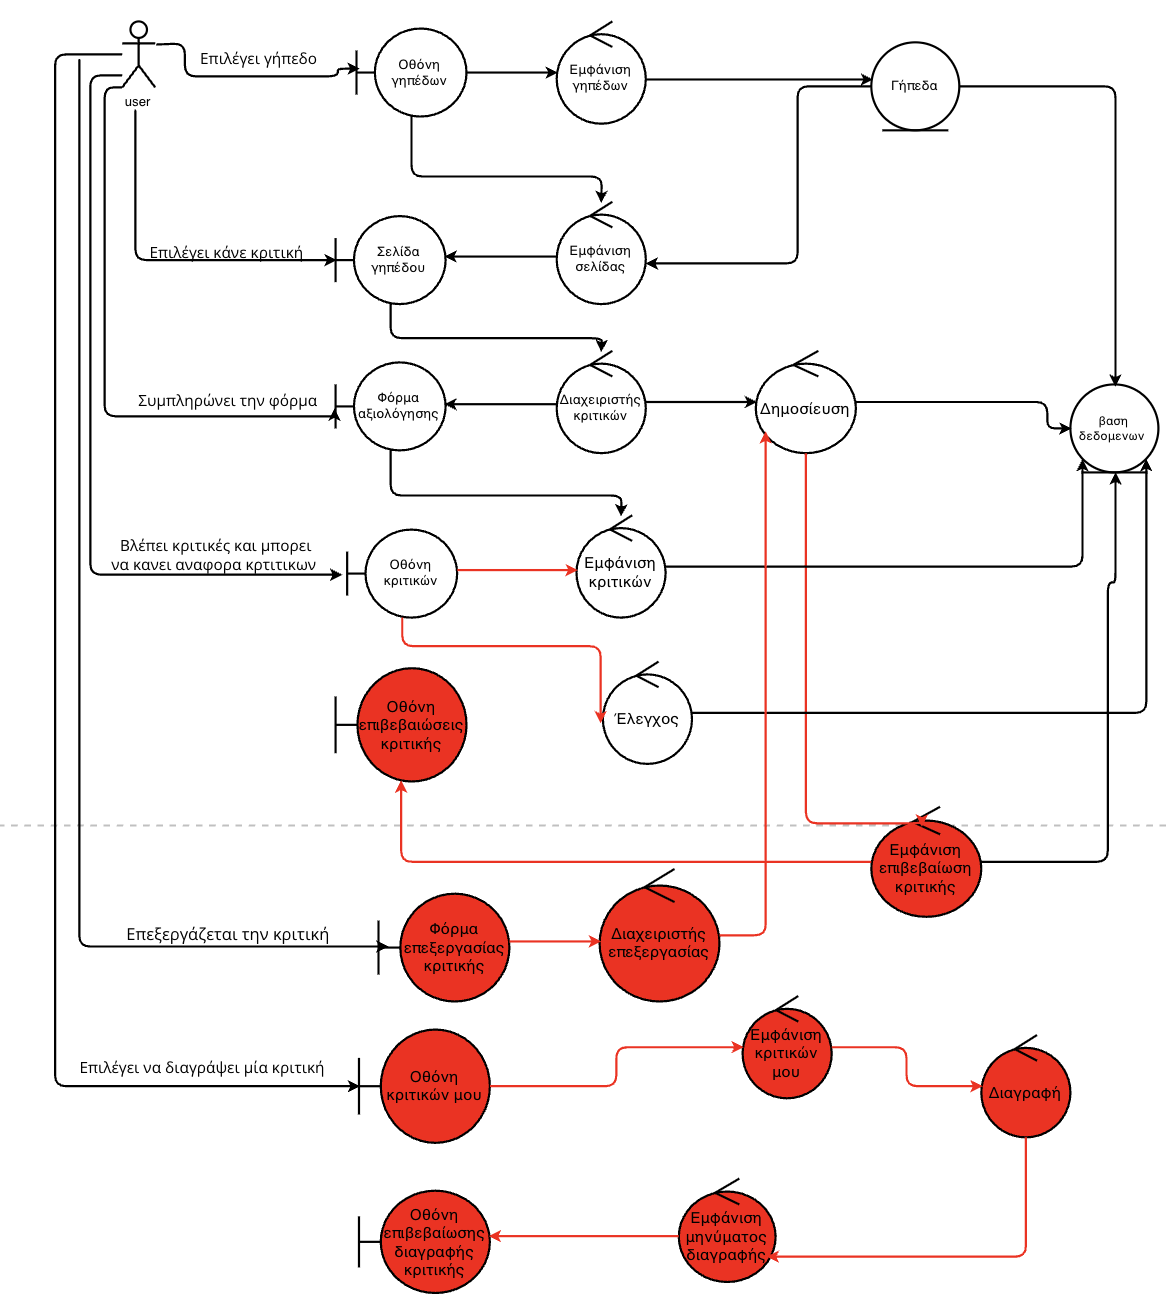 Επιλέγει γήπεδο
Οθόνη
γηπέδων
Εμφάνιση
γηπέδων
Γήπεδα
user
Επιλέγει κάνε κριτική
Σελίδα
γηπέδου
Εμφάνιση
σελίδας
Συμπληρώνει την φόρμα
Φόρμα
αξιολόγησης
Διαχειριστής
κριτικών
Δημοσίευση
βαση
δεδομενων
Βλέπει κριτικές και μπορει
να κανει αναφορα κρτιτικων
Οθόνη
κριτικών
Εμφάνιση
κριτικών
Οθόνη
επιβεβαιώσεις
κριτικής
Έλεγχος
Εμφάνιση
επιβεβαίωση
κριτικής
Επεξεργάζεται την κριτική
Φόρμα
επεξεργασίας
κριτικής
Διαχειριστής
επεξεργασίας
Επιλέγει να διαγράψει μία κριτική
Οθόνη
κριτικών μου
Εμφάνιση
κριτικών
μου
Διαγραφή
Οθόνη
επιβεβαίωσης
διαγραφής
κριτικής
Εμφάνιση
μηνύματος
διαγραφής